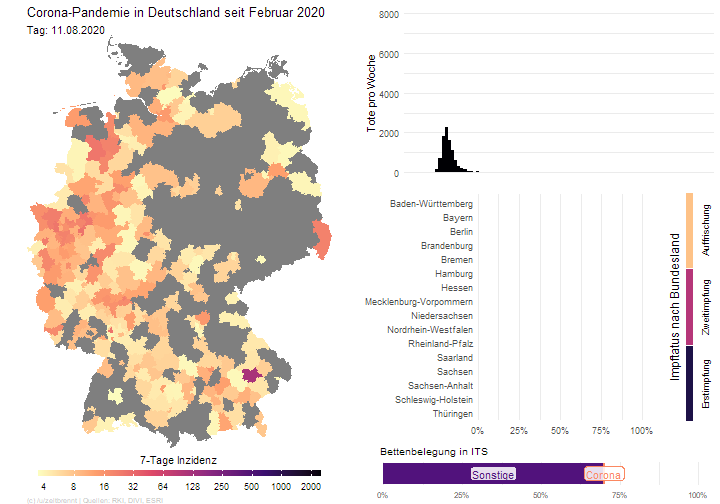 Corona-Pandemie in Deutschland seit Februar 2020
Tag: 11.08.2020
7-Tage Inzidenz
4 8 16 32 64 130 250 500 1000 2000
Quellen: RKI, DIVI, ESRI
Tote pro Woche
8000
6000
4000
2000
0
Baden-Württemberg
Bayern
Berlin
Brandenburg
Bremen
Hamburg
Hessen
Mecklenburg-Vorpommern
Niedersachsen
Nordrhein-Westfalen
Rheinland-Pfalz
Saarland
Sachsen
Sachsen-Anhalt
Schleswig-Holstein
Thüringen
0% 25% 50% 75% 100%
Impfstatus nach Bundesland
Auffrischung
Zweitimpfung
Erstimpfung
Bettenbelegung in ITS
Sonstige
Corona
0% 25% 50% 75% 100%